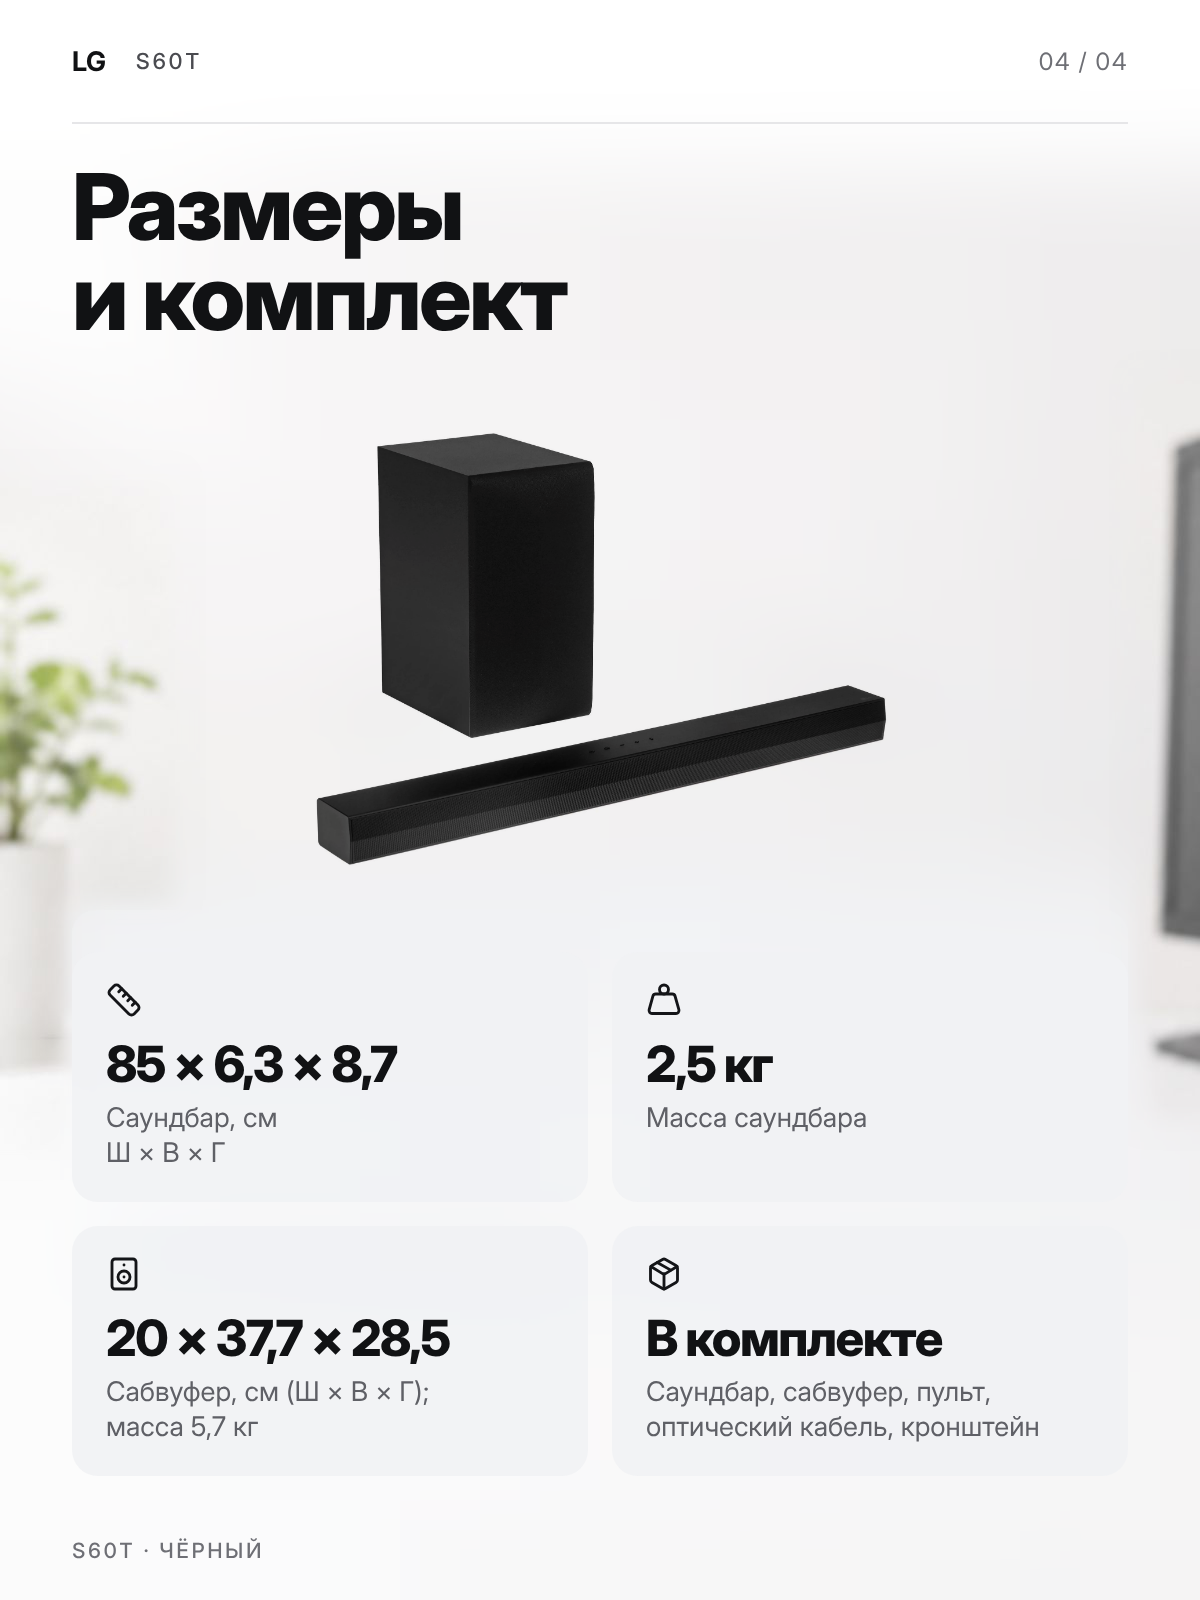 LG S60T 04 / 04
Размеры
и комплект
85 × 6,3 × 8,7
Саундбар, см
Ш × В × Г
2,5 кг
Масса саундбара
20 × 37,7 × 28,5
Сабвуфер, см (Ш × В × Г);
масса 5,7 кг
В комплекте
Саундбар, сабвуфер, пульт,
оптический кабель, кронштейн
S60T · ЧЁРНЫЙ